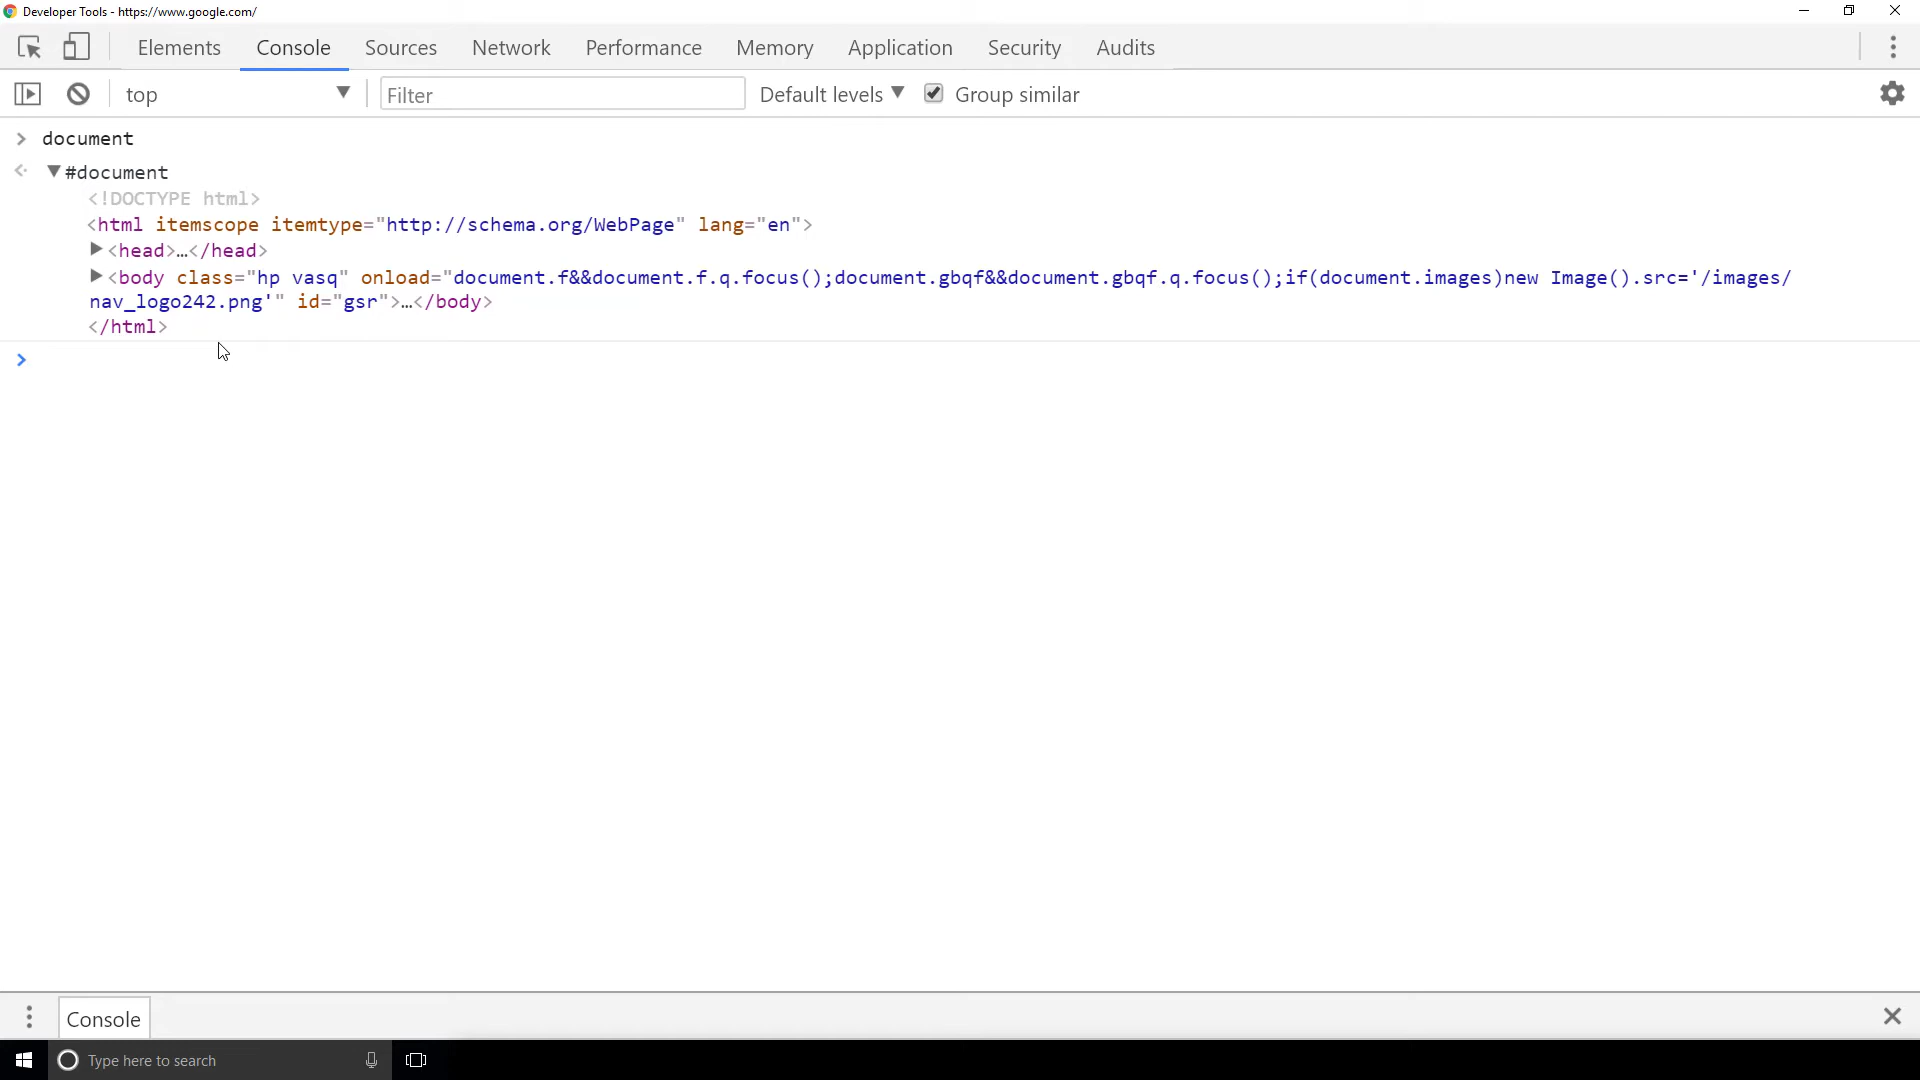 Developer Tools - https://www.google.com/
Elements Console Sources Network Performance Memory Application Security Audits
top Filter Default levels Group similar
> document
#document
<!DOCTYPE html>
<html itemscope itemtype="http://schema.org/WebPage" lang="en">
<head>…</head>
<body class="hp vasq" onload="document.f&&document.f.q.focus();document.gbqf&&document.gbqf.q.focus();if(document.images)new Image().src='/images/
nav_logo242.png'" id="gsr">…</body>
</html>
>
Console
Type here to search